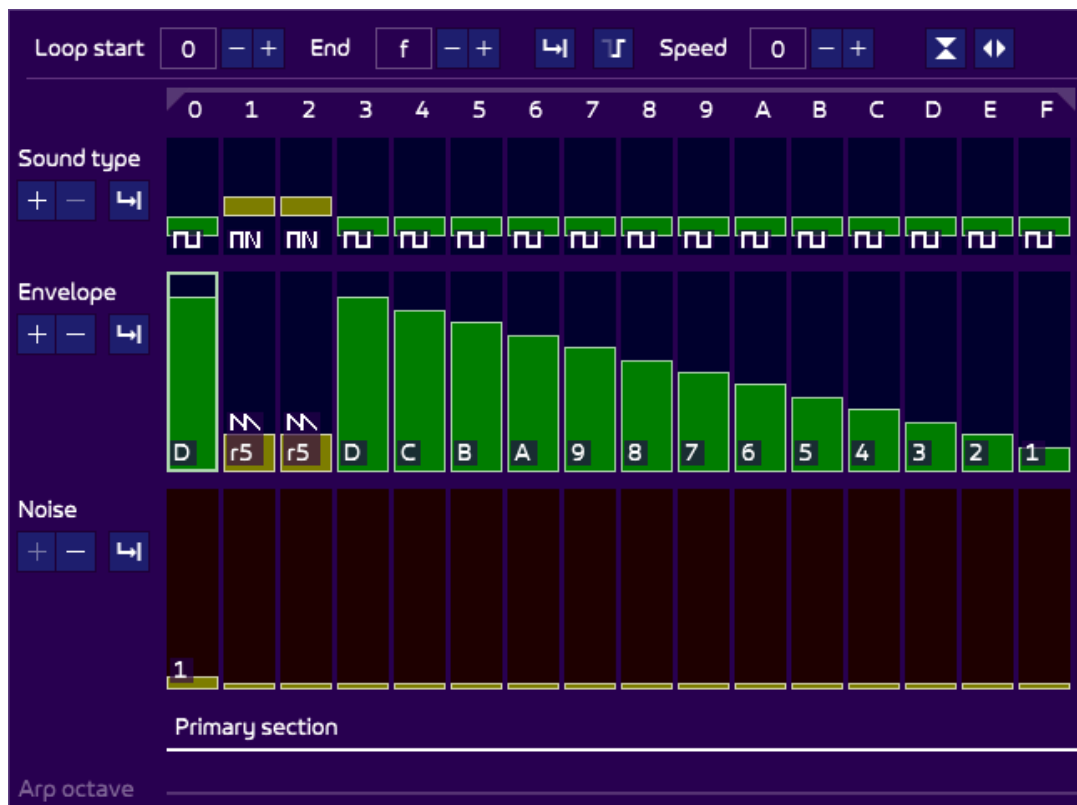 Loop start 0 − + End f − + Speed 0 − +
0 1 2 3 4 5 6 7 8 9 A B C D E F
Sound type
+ −
Envelope
+ −
D r5 r5 D C B A 9 8 7 6 5 4 3 2 1
Noise
+ −
1
Primary section
Arp octave